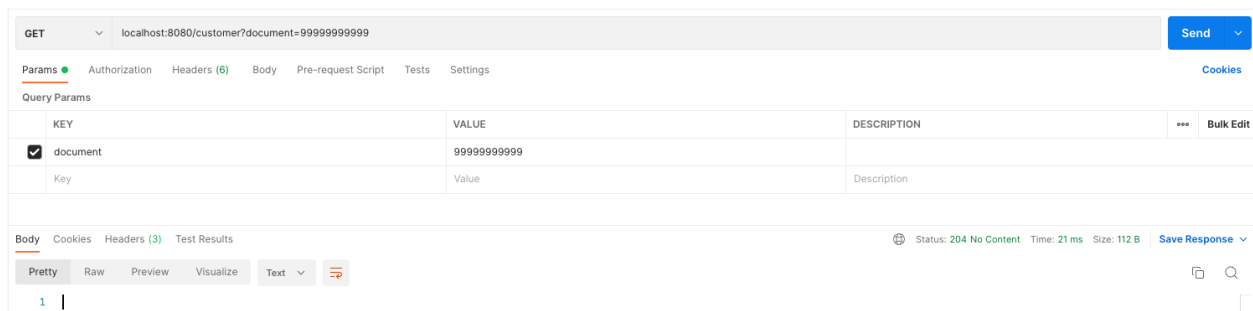 GET localhost:8080/customer?document=99999999999 Send
Params Authorization Headers (6) Body Pre-request Script Tests Settings Cookies
Query Params
KEY VALUE DESCRIPTION ooo Bulk Edit
document 99999999999
Key Value Description
Body Cookies Headers (3) Test Results Status: 204 No Content Time: 21 ms Size: 112 B Save Response
Pretty Raw Preview Visualize Text
1